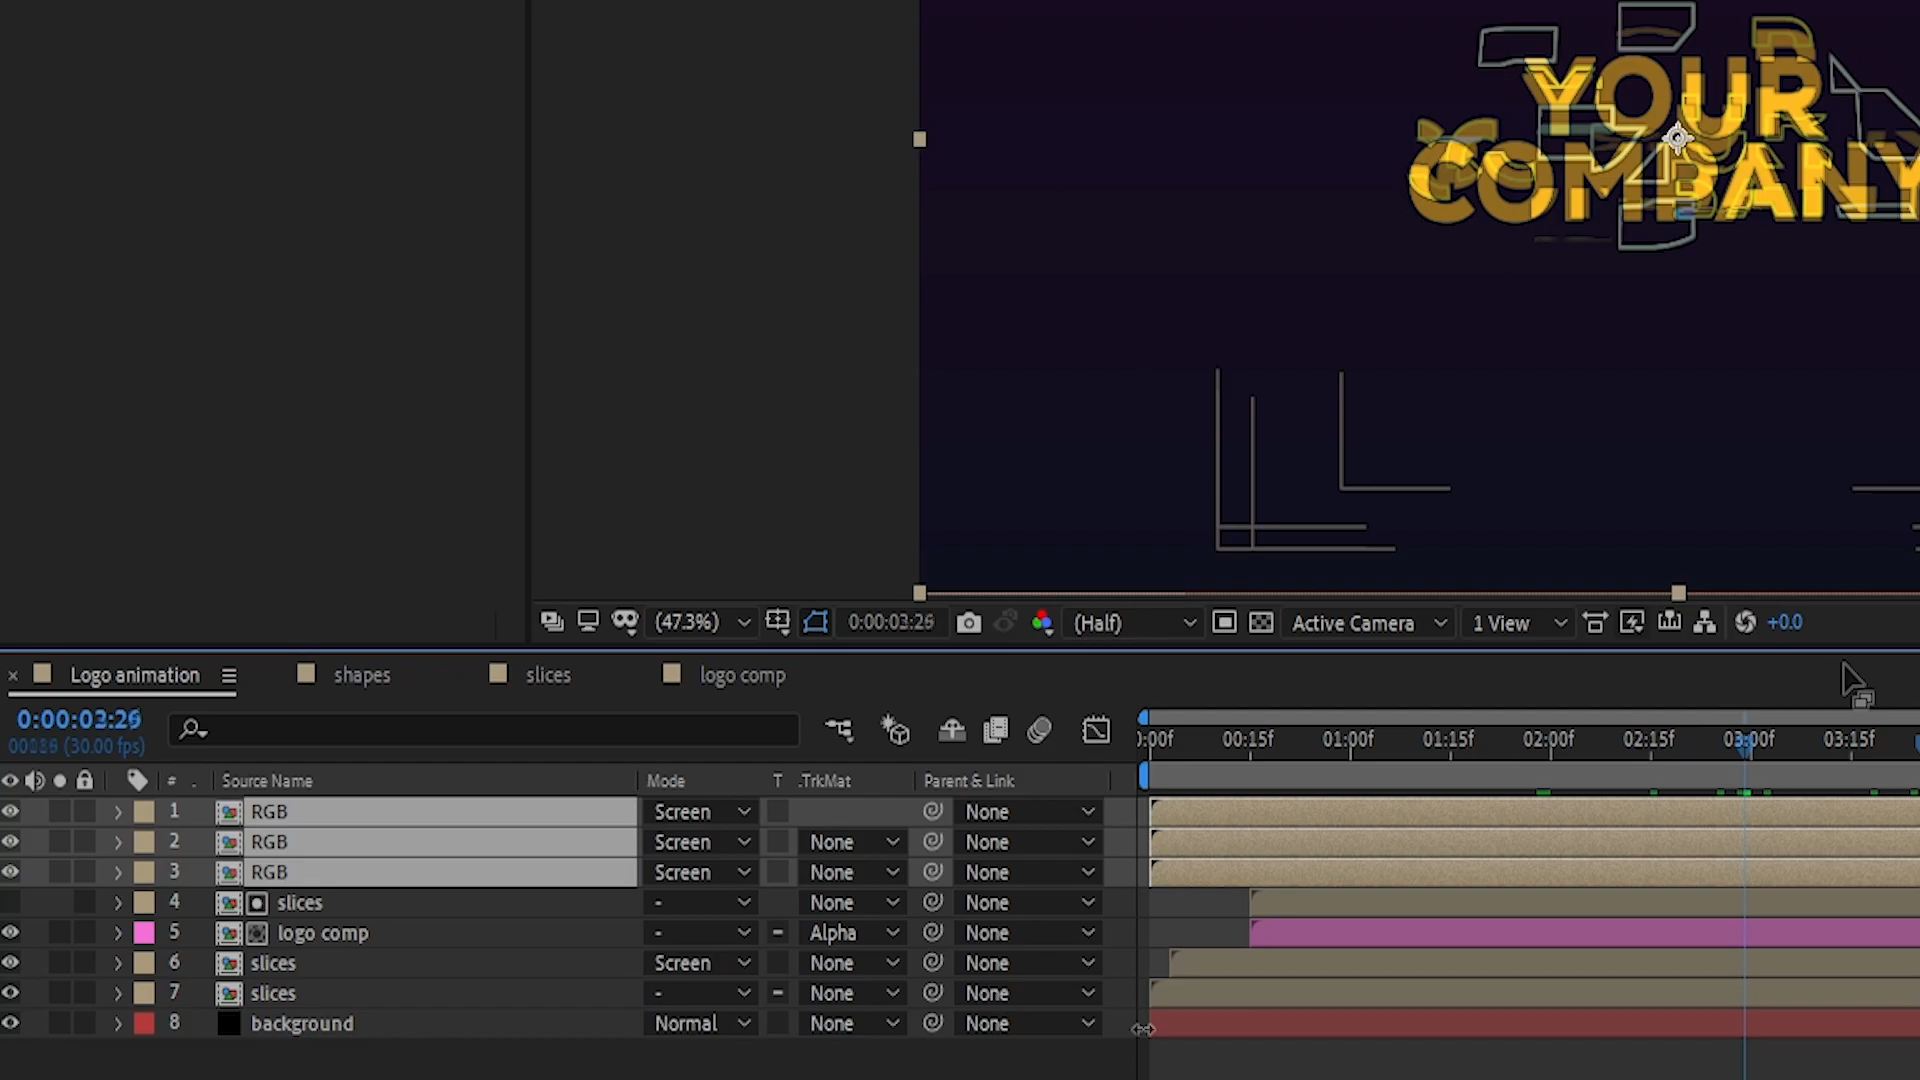 YOUR
COMPANY
(47.3%) 0:00:03:26 (Half) Active Camera 1 View +0.0
× Logo animation shapes slices logo comp
0:00:03:26
00086 (30.00 fps)
):00f 00:15f 01:00f 01:15f 02:00f 02:15f 03:00f 03:15f
# . Source Name Mode T .TrkMat Parent & Link
1 RGB Screen None
2 RGB Screen None None
3 RGB Screen None None
4 slices - None None
5 logo comp - Alpha None
6 slices Screen None None
7 slices - None None
8 background Normal None None